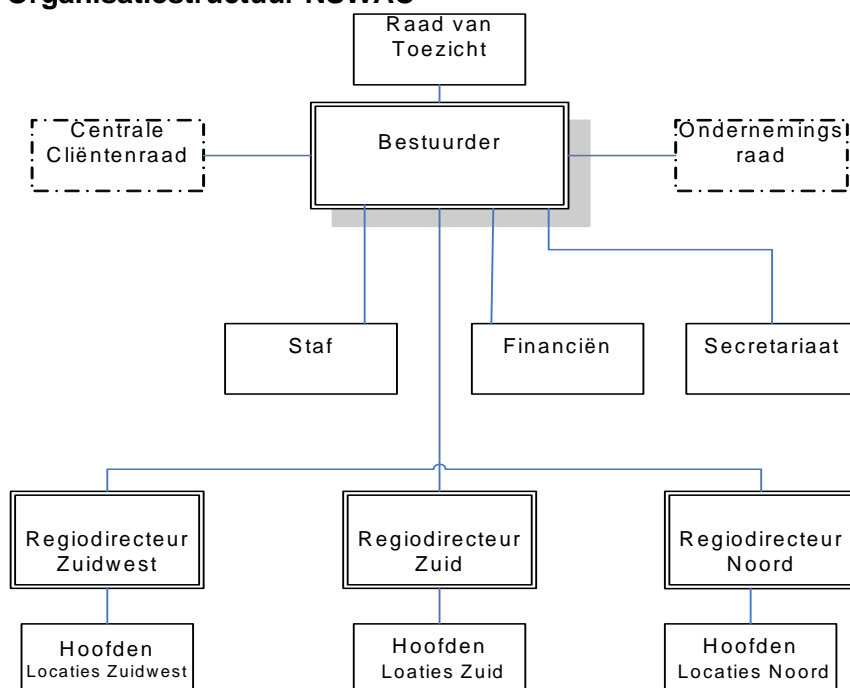 Organisatiestructuur NSWAC
Raad van
Toezicht
Centrale
Cliëntenraad
Bestuurder
Ondernemings
raad
Staf
Financiën
Secretariaat
Regiodirecteur
Zuidwest
Regiodirecteur
Zuid
Regiodirecteur
Noord
Hoofden
Locaties Zuidwest
Hoofden
Loaties Zuid
Hoofden
Locaties Noord